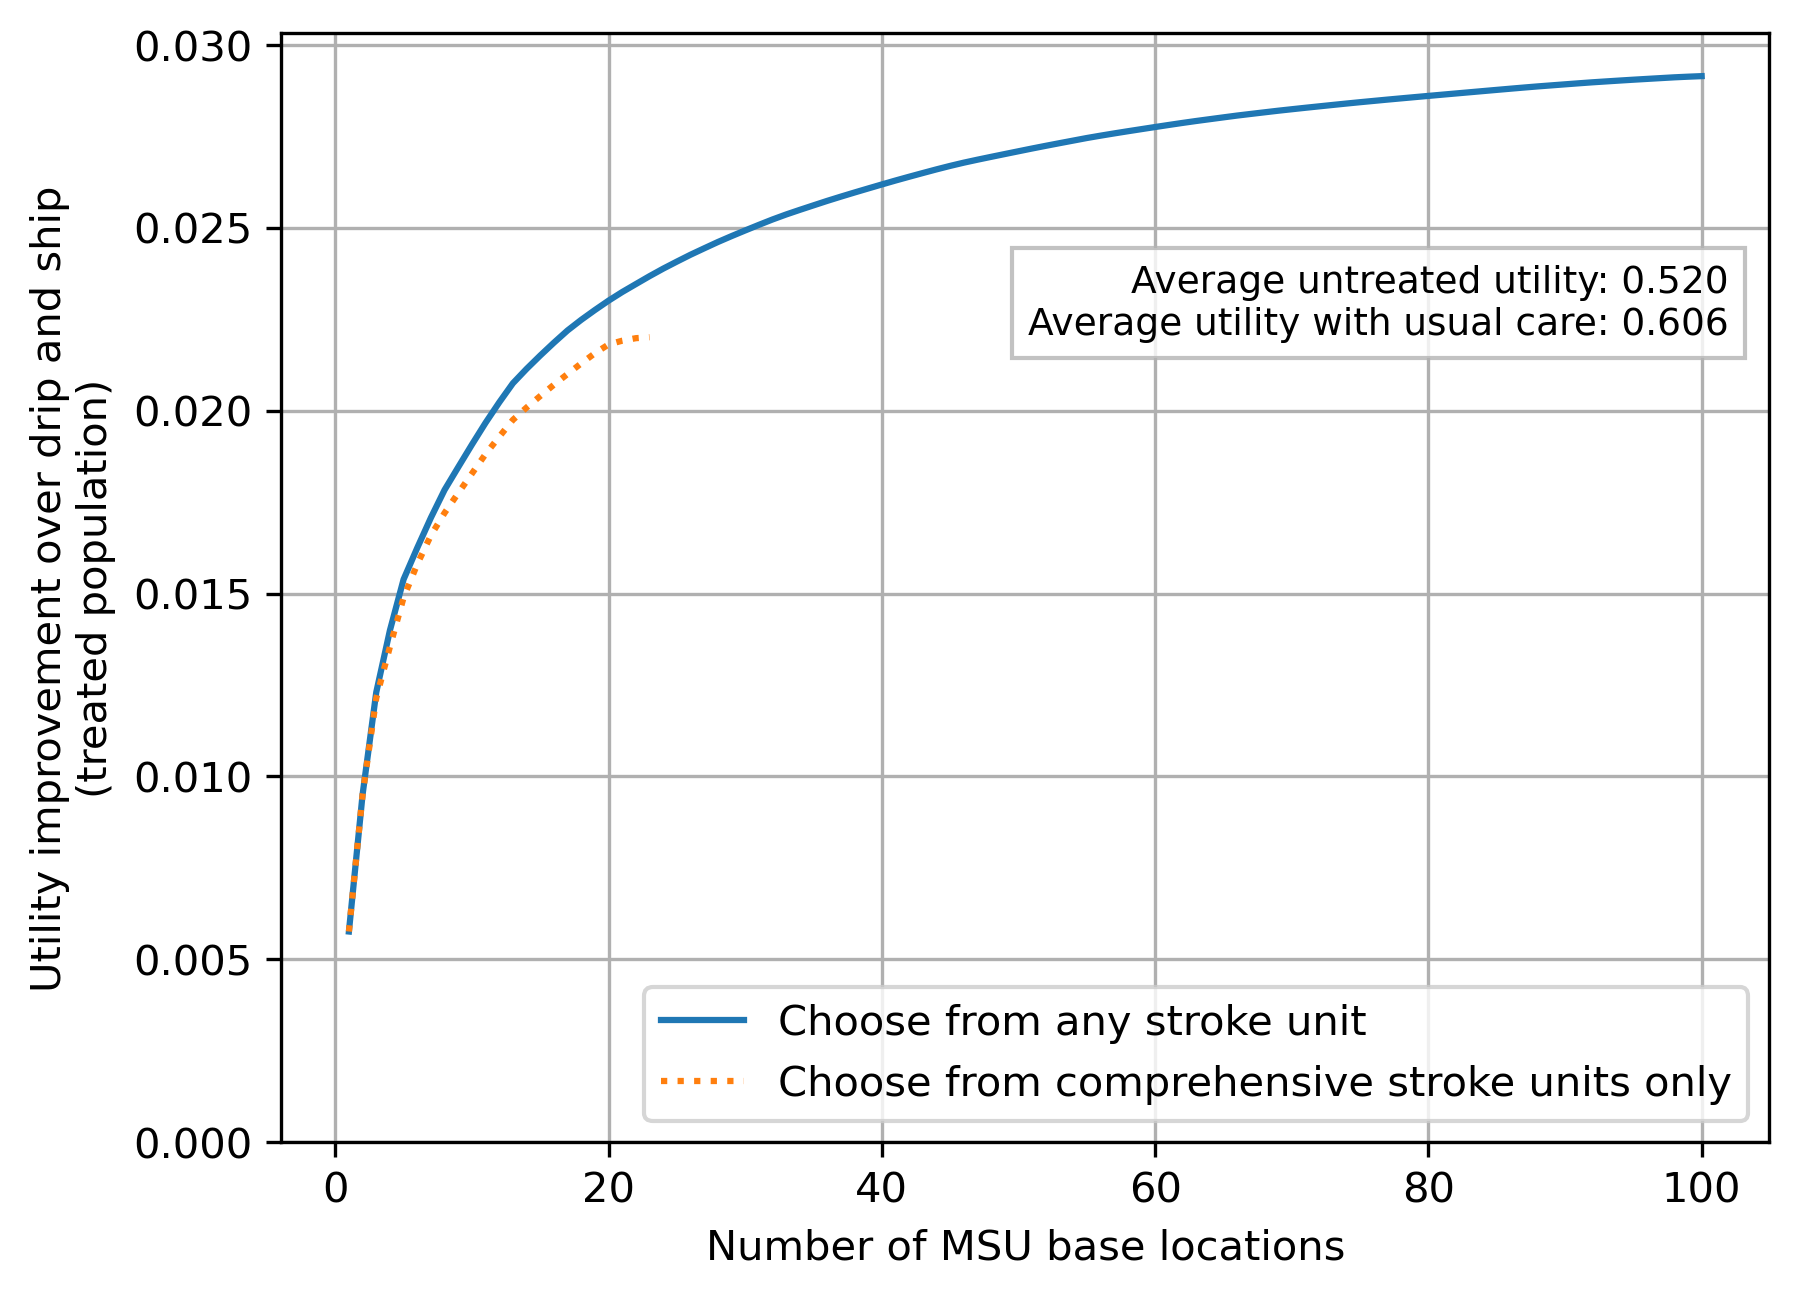 0.030
0.025
0.020
0.015
0.010
0.005
0.000
Utility improvement over drip and ship
(treated population)
Average untreated utility: 0.520
Average utility with usual care: 0.606
Choose from any stroke unit
Choose from comprehensive stroke units only
0 20 40 60 80 100
Number of MSU base locations